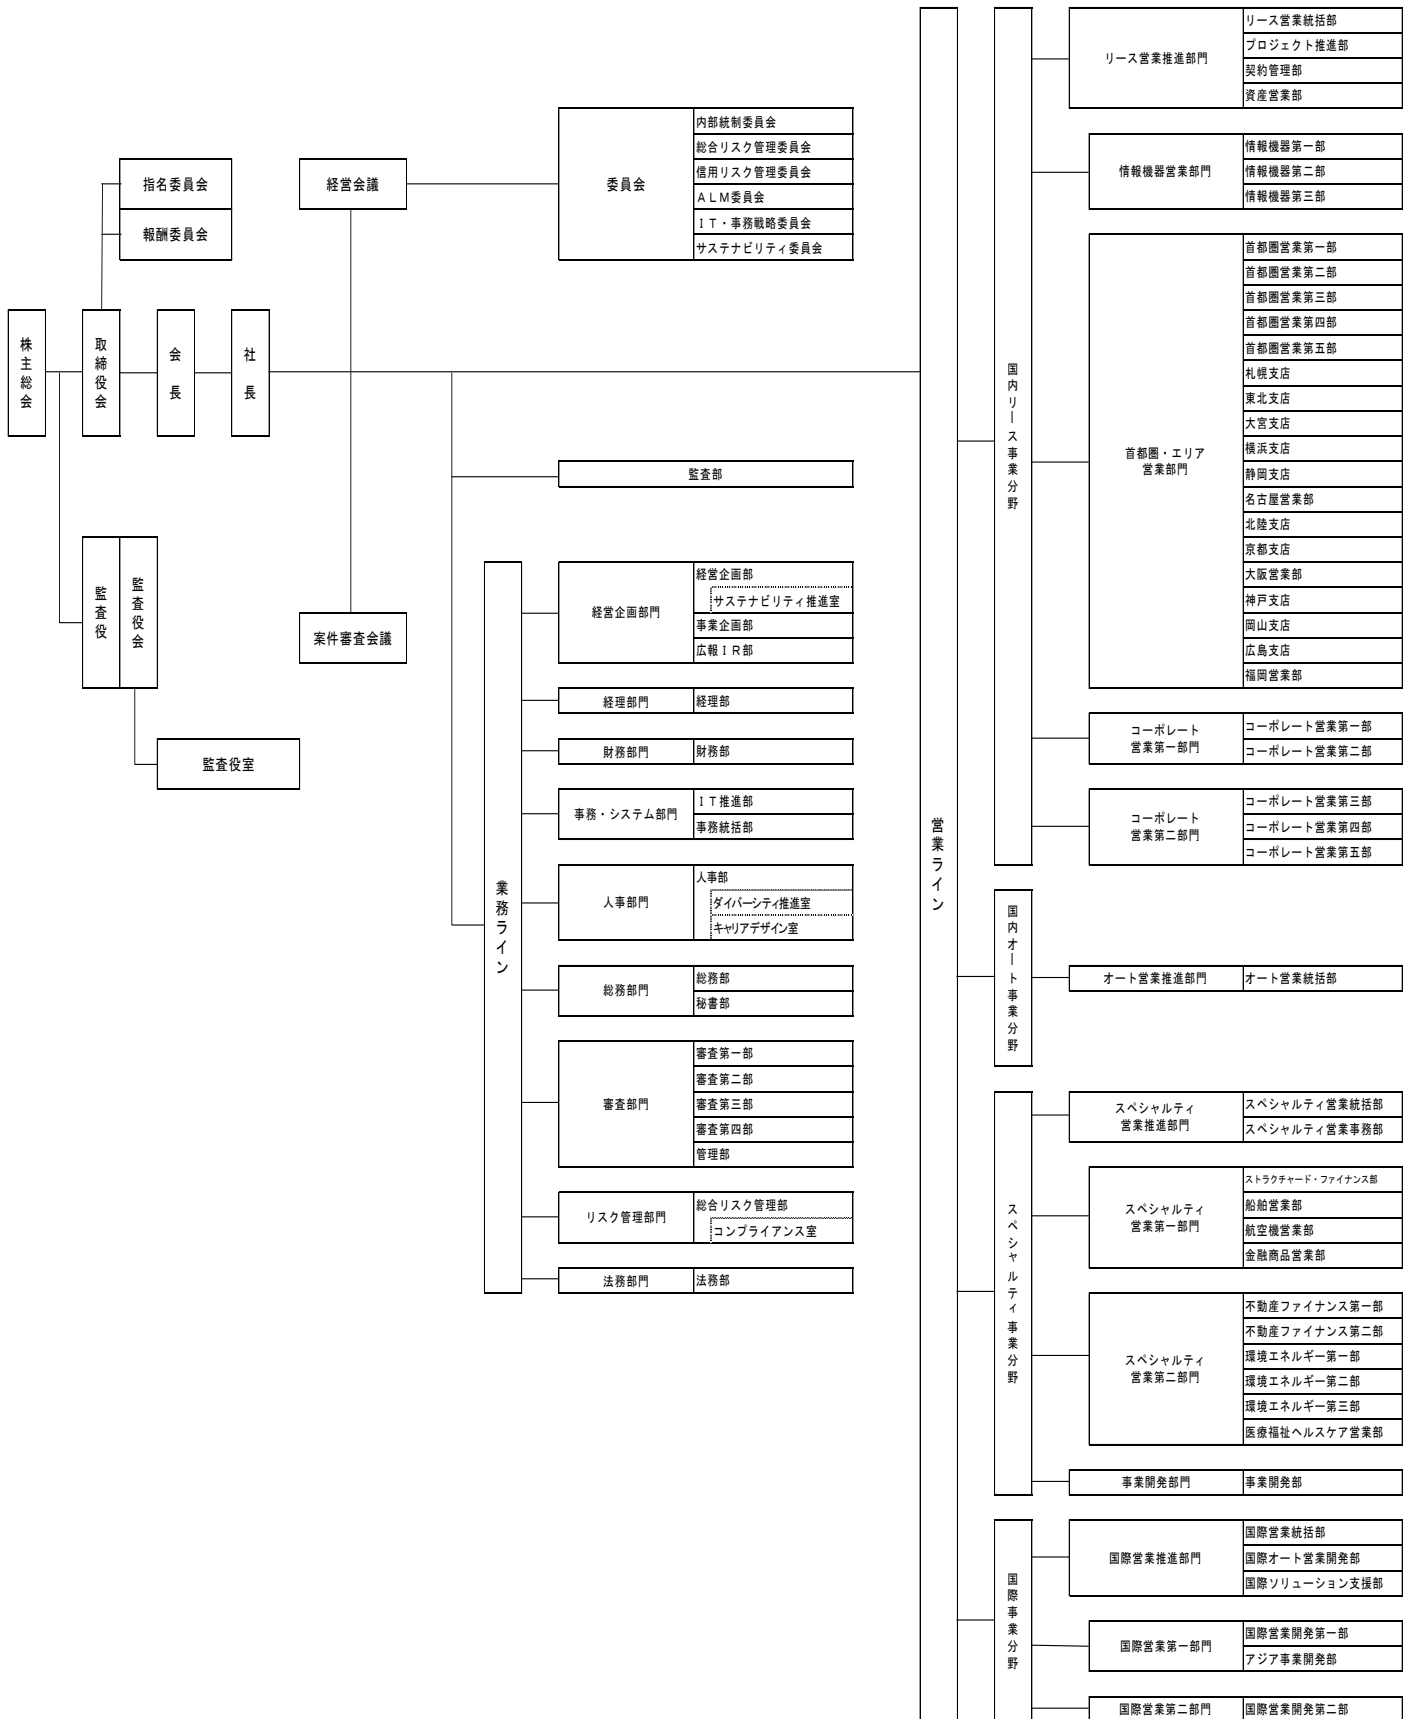 株主総会
取締役会
会長
社長
指名委員会
報酬委員会
監査役
監査役会
監査役室
経営会議
案件審査会議
委員会
内部統制委員会
総合リスク管理委員会
信用リスク管理委員会
ＡＬＭ委員会
ＩＴ・事務戦略委員会
サステナビリティ委員会
監査部
業務ライン
経営企画部門
経営企画部
サステナビリティ推進室
事業企画部
広報ＩＲ部
経理部門
経理部
財務部門
財務部
事務・システム部門
ＩＴ推進部
事務統括部
人事部門
人事部
ダイバーシティ推進室
キャリアデザイン室
総務部門
総務部
秘書部
審査部門
審査第一部
審査第二部
審査第三部
審査第四部
管理部
リスク管理部門
総合リスク管理部
コンプライアンス室
法務部門
法務部
営業ライン
国内リース事業分野
リース営業推進部門
リース営業統括部
プロジェクト推進部
契約管理部
資産営業部
情報機器営業部門
情報機器第一部
情報機器第二部
情報機器第三部
首都圏・エリア
営業部門
首都圏営業第一部
首都圏営業第二部
首都圏営業第三部
首都圏営業第四部
首都圏営業第五部
札幌支店
東北支店
大宮支店
横浜支店
静岡支店
名古屋営業部
北陸支店
京都支店
大阪営業部
神戸支店
岡山支店
広島支店
福岡営業部
コーポレート
営業第一部門
コーポレート営業第一部
コーポレート営業第二部
コーポレート
営業第二部門
コーポレート営業第三部
コーポレート営業第四部
コーポレート営業第五部
国内オート事業分野
オート営業推進部門
オート営業統括部
スペシャルティ事業分野
スペシャルティ
営業推進部門
スペシャルティ営業統括部
スペシャルティ営業事務部
スペシャルティ
営業第一部門
ストラクチャード・ファイナンス部
船舶営業部
航空機営業部
金融商品営業部
スペシャルティ
営業第二部門
不動産ファイナンス第一部
不動産ファイナンス第二部
環境エネルギー第一部
環境エネルギー第二部
環境エネルギー第三部
医療福祉ヘルスケア営業部
事業開発部門
事業開発部
国際事業分野
国際営業推進部門
国際営業統括部
国際オート営業開発部
国際ソリューション支援部
国際営業第一部門
国際営業開発第一部
アジア事業開発部
国際営業第二部門
国際営業開発第二部